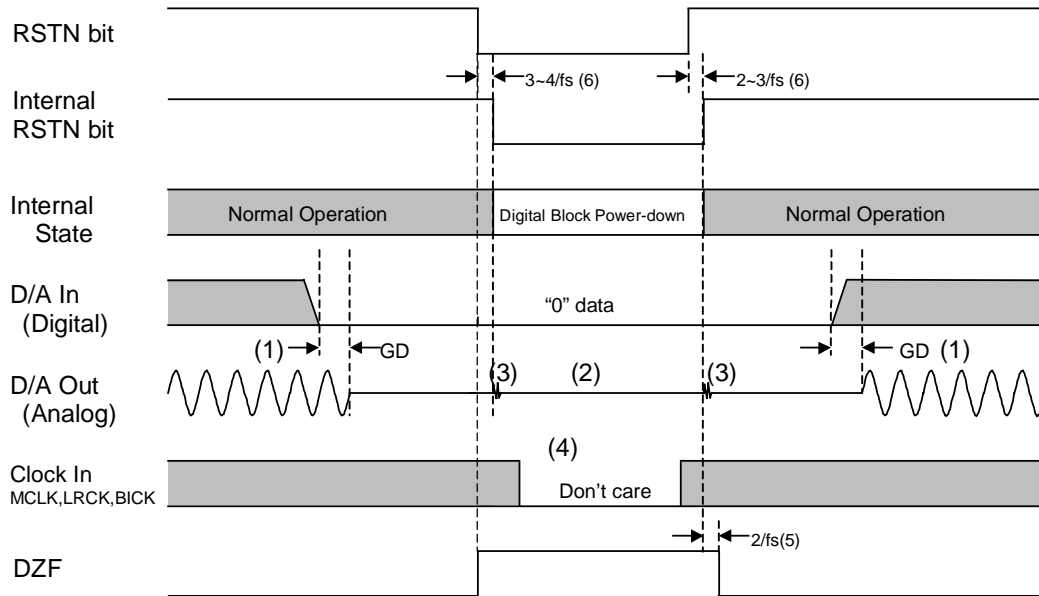 RSTN bit
3~4/fs (6)
2~3/fs (6)
Internal
RSTN bit
Internal
State
Normal Operation
Digital Block Power-down
Normal Operation
D/A In
(Digital)
“0” data
(1)
GD
GD (1)
D/A Out
(Analog)
(3)
(2)
(3)
(4)
Clock In
MCLK,LRCK,BICK
Don’t care
2/fs(5)
DZF